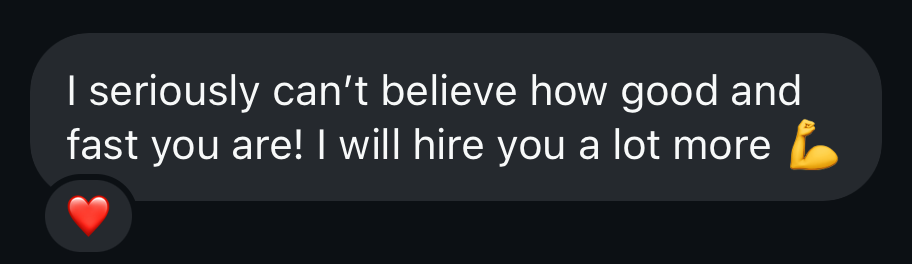 I seriously can’t believe how good and
fast you are! I will hire you a lot more 💪
❤️